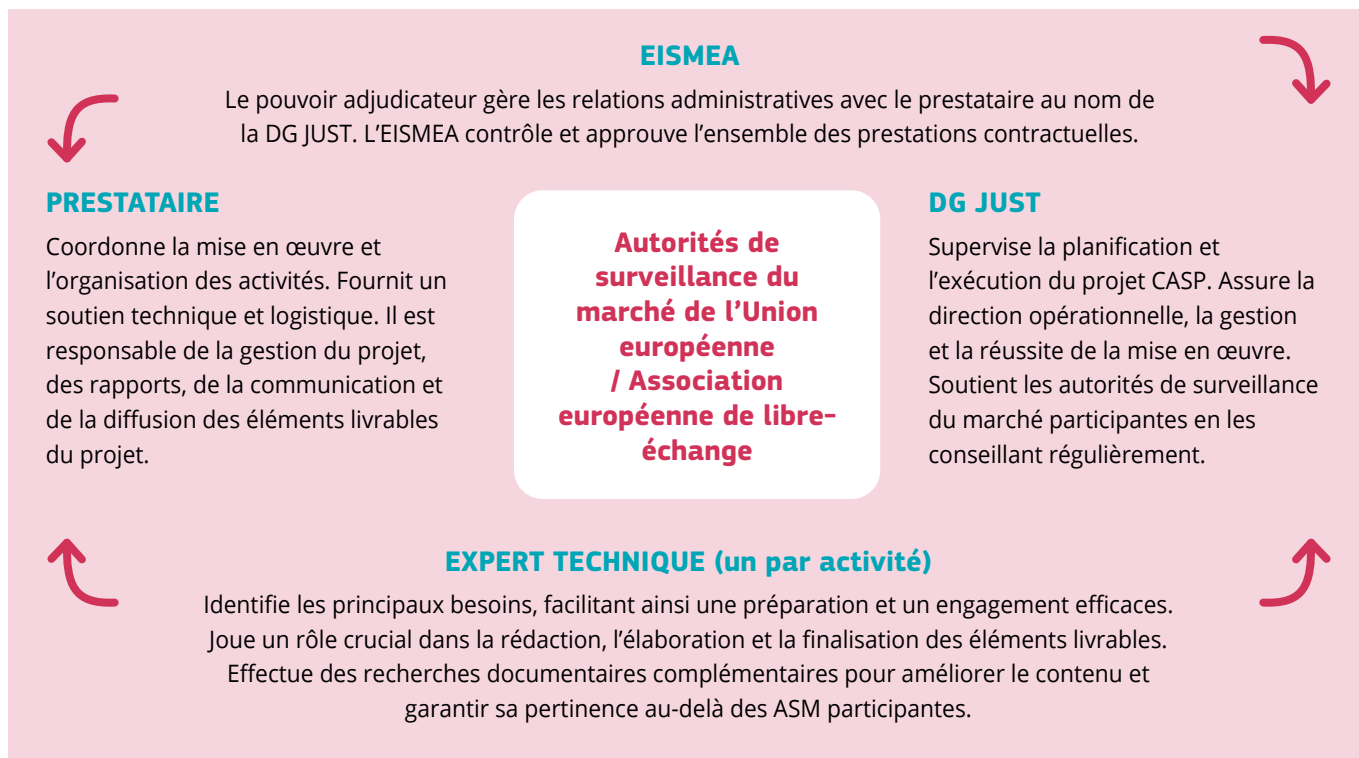 EISMEA
Le pouvoir adjudicateur gère les relations administratives avec le prestataire au nom de
la DG JUST. L’EISMEA contrôle et approuve l’ensemble des prestations contractuelles.
PRESTATAIRE
Coordonne la mise en œuvre et
l’organisation des activités. Fournit un
soutien technique et logistique. Il est
responsable de la gestion du projet,
des rapports, de la communication et
de la diffusion des éléments livrables
du projet.
Autorités de
surveillance du
marché de l’Union
européenne
/ Association
européenne de libre-
échange
DG JUST
Supervise la planification et
l’exécution du projet CASP. Assure la
direction opérationnelle, la gestion
et la réussite de la mise en œuvre.
Soutient les autorités de surveillance
du marché participantes en les
conseillant régulièrement.
EXPERT TECHNIQUE (un par activité)
Identifie les principaux besoins, facilitant ainsi une préparation et un engagement efficaces.
Joue un rôle crucial dans la rédaction, l’élaboration et la finalisation des éléments livrables.
Effectue des recherches documentaires complémentaires pour améliorer le contenu et
garantir sa pertinence au-delà des ASM participantes.